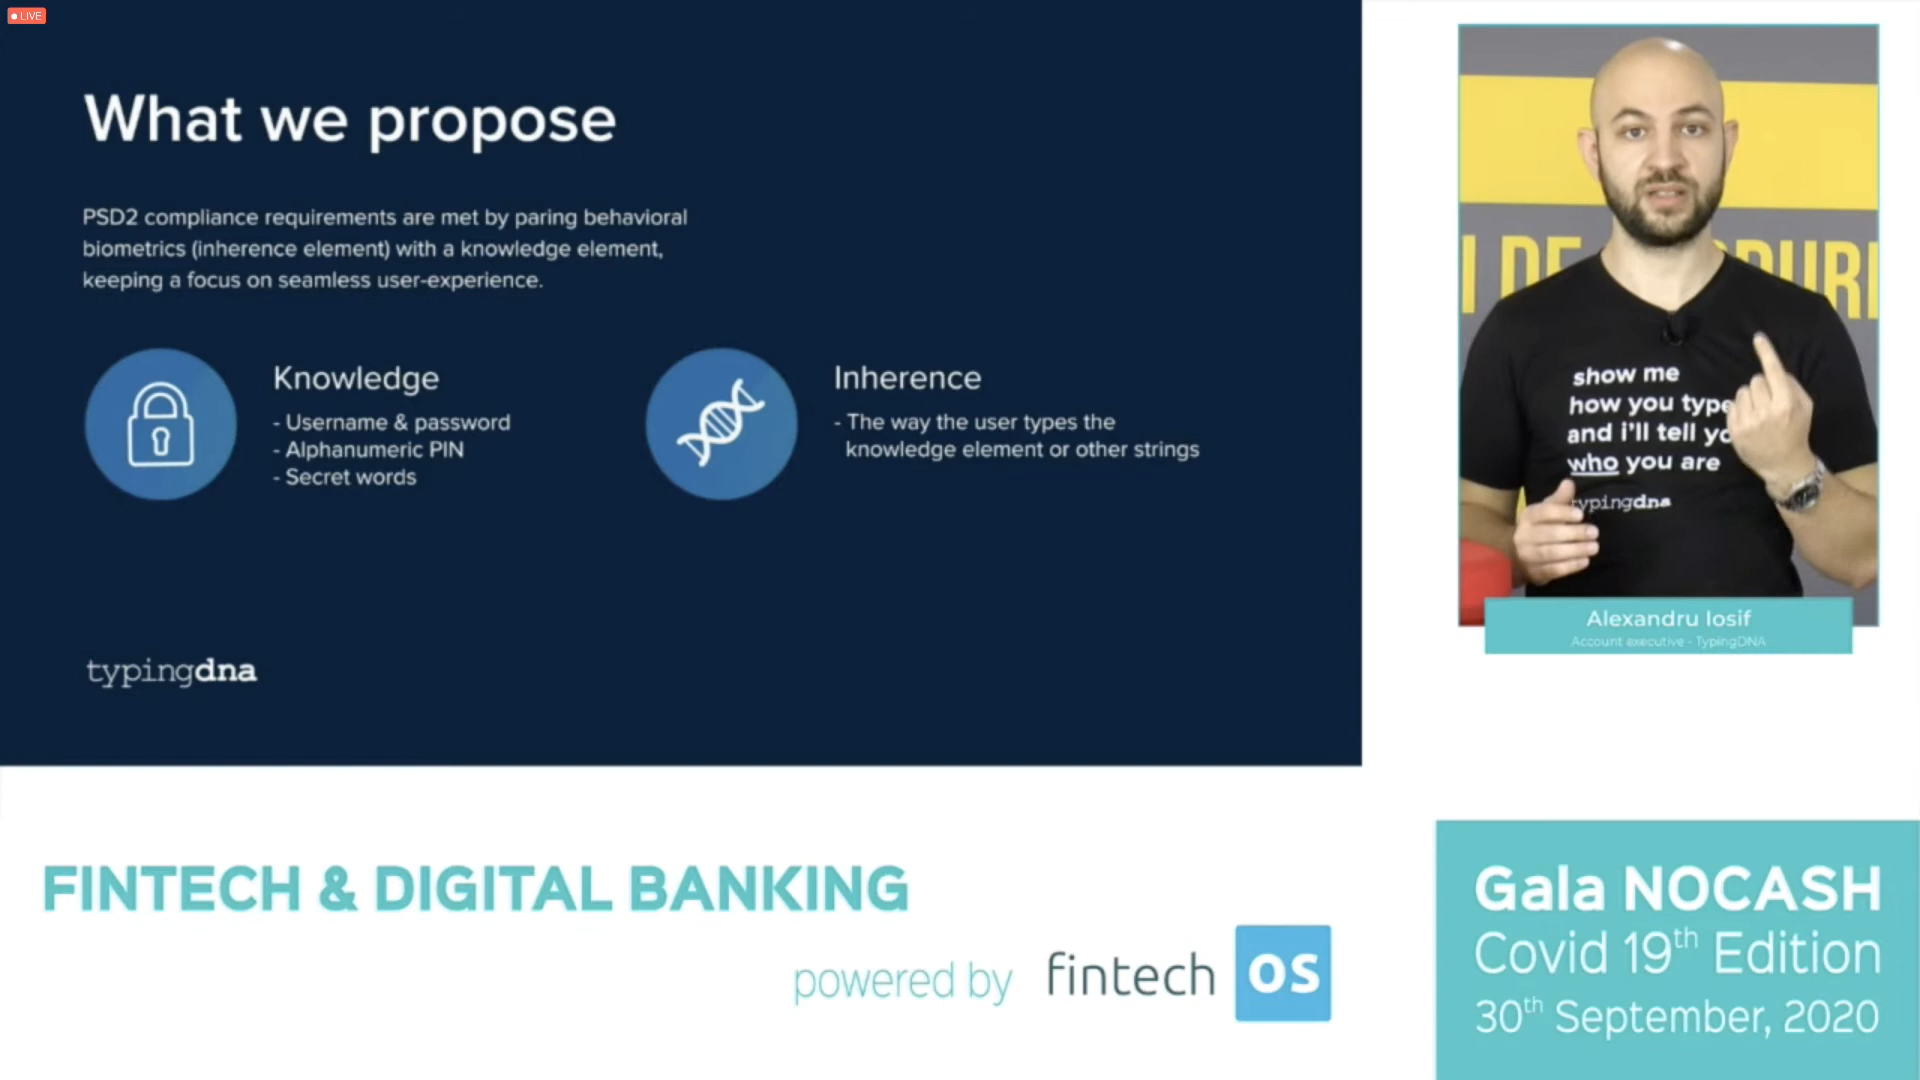 LIVE
What we propose
PSD2 compliance requirements are met by paring behavioral
biometrics (inherence element) with a knowledge element,
keeping a focus on seamless user-experience.
Knowledge
- Username & password
- Alphanumeric PIN
- Secret words
Inherence
- The way the user types the
knowledge element or other strings
typingdna
show me
how you type
and i'll tell yo
who you are
typingdna
Alexandru Iosif
Account executive - TypingDNA
FINTECH & DIGITAL BANKING
powered by fintech OS
Gala NOCASH
Covid 19th Edition
30th September, 2020